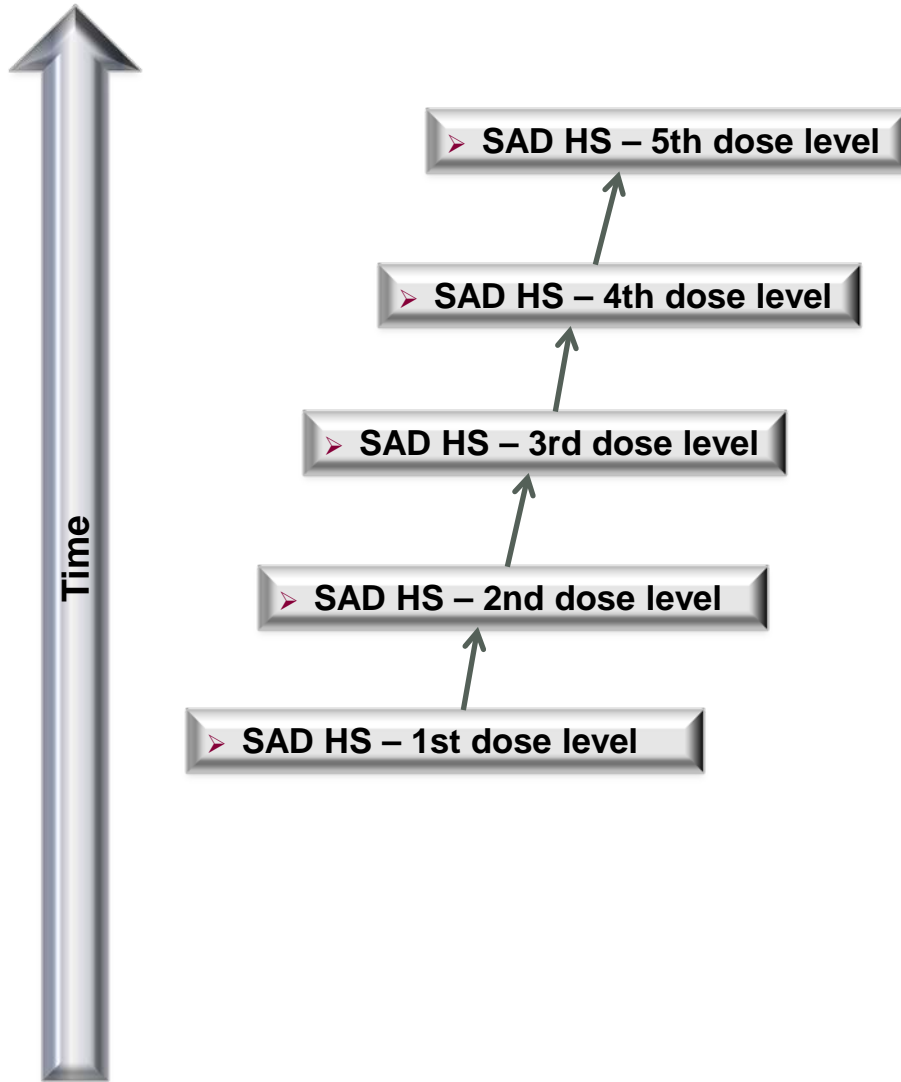 ➢ SAD HS – 5th dose level
➢ SAD HS – 4th dose level
➢ SAD HS – 3rd dose level
Time
➢ SAD HS – 2nd dose level
➢ SAD HS – 1st dose level